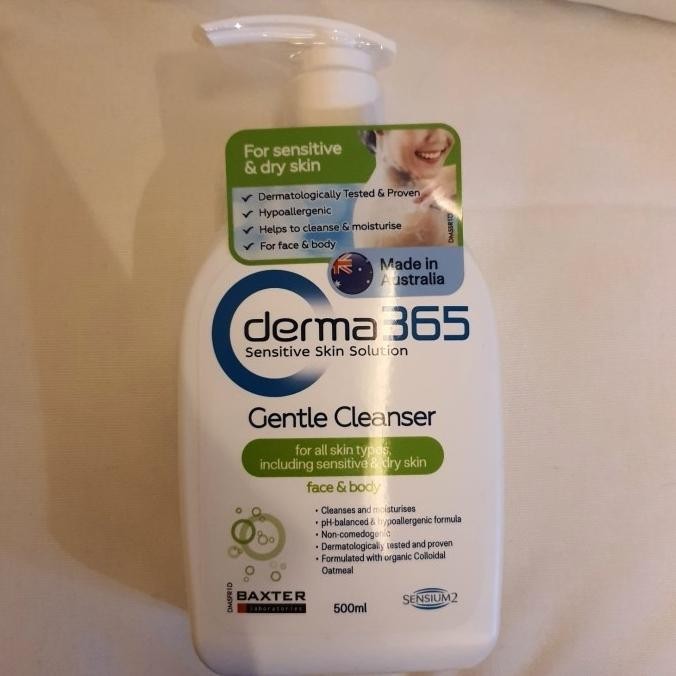 For sensitive
& dry skin
Dermatologically Tested & Proven
Hypoallergenic
Helps to cleanse & moisturise
For face & body
DMSSR1D
Made in
Australia
derma365
Sensitive Skin Solution
Gentle Cleanser
for all skin types,
including sensitive & dry skin
face & body
• Cleanses and moisturises
• pH-balanced & hypoallergenic formula
• Non-comedogenic
• Dermatologically tested and proven
• Formulated with organic Colloidal
Oatmeal
DMSFR1D
BAXTER
laboratories
500ml
SENSIUM2